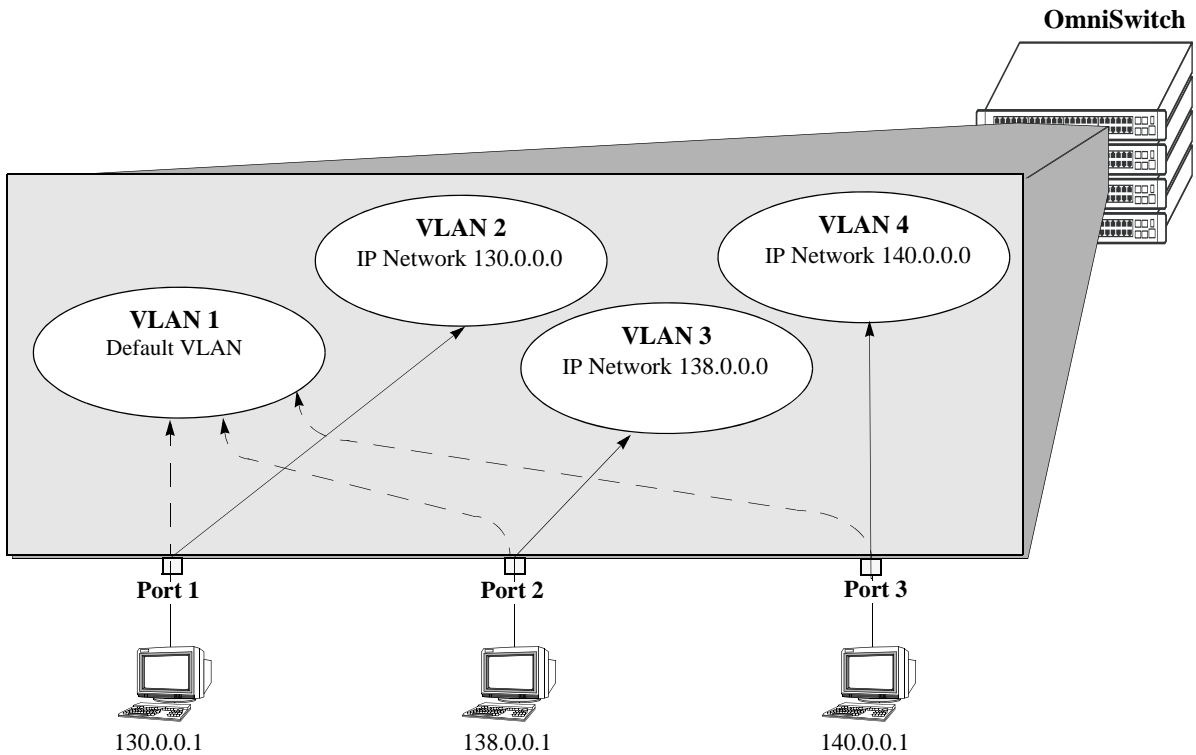 OmniSwitch
VLAN 2
IP Network 130.0.0.0
VLAN 4
IP Network 140.0.0.0
VLAN 1
Default VLAN
VLAN 3
IP Network 138.0.0.0
Port 1
Port 2
Port 3
130.0.0.1
138.0.0.1
140.0.0.1